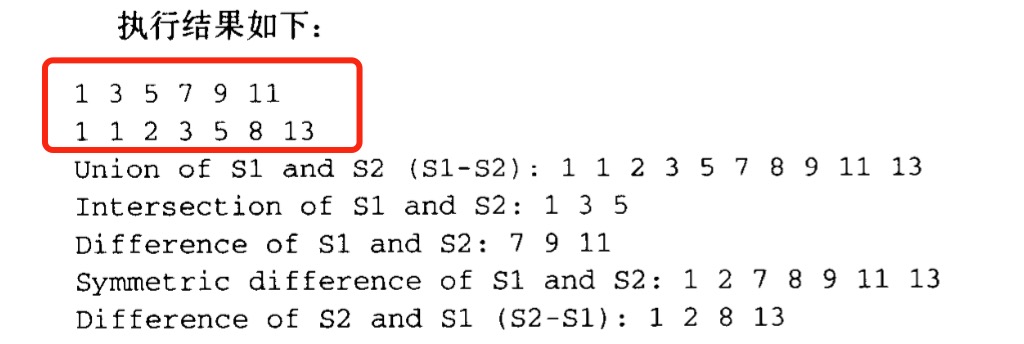 执行结果如下：
1 3 5 7 9 11
1 1 2 3 5 8 13
Union of S1 and S2 (S1-S2): 1 1 2 3 5 7 8 9 11 13
Intersection of S1 and S2: 1 3 5
Difference of S1 and S2: 7 9 11
Symmetric difference of S1 and S2: 1 2 7 8 9 11 13
Difference of S2 and S1 (S2-S1): 1 2 8 13